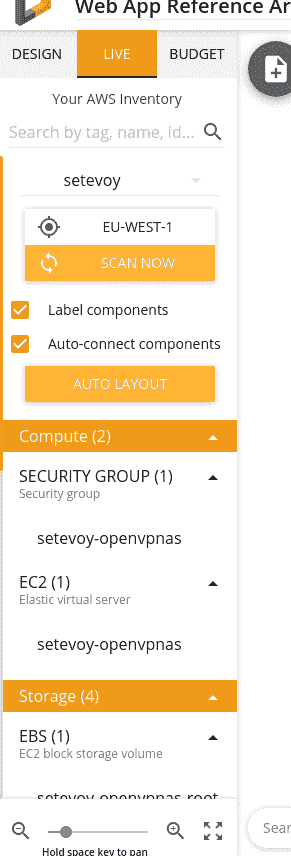 Web App Reference Ar
DESIGN LIVE BUDGET
Your AWS Inventory
Search by tag, name, id...
setevoy
EU-WEST-1
SCAN NOW
Label components
Auto-connect components
AUTO LAYOUT
Compute (2)
SECURITY GROUP (1)
Security group
setevoy-openvpnas
EC2 (1)
Elastic virtual server
setevoy-openvpnas
Storage (4)
EBS (1)
EC2 block storage volume
setevoy-openvpnas-root
Sear
Hold space key to pan